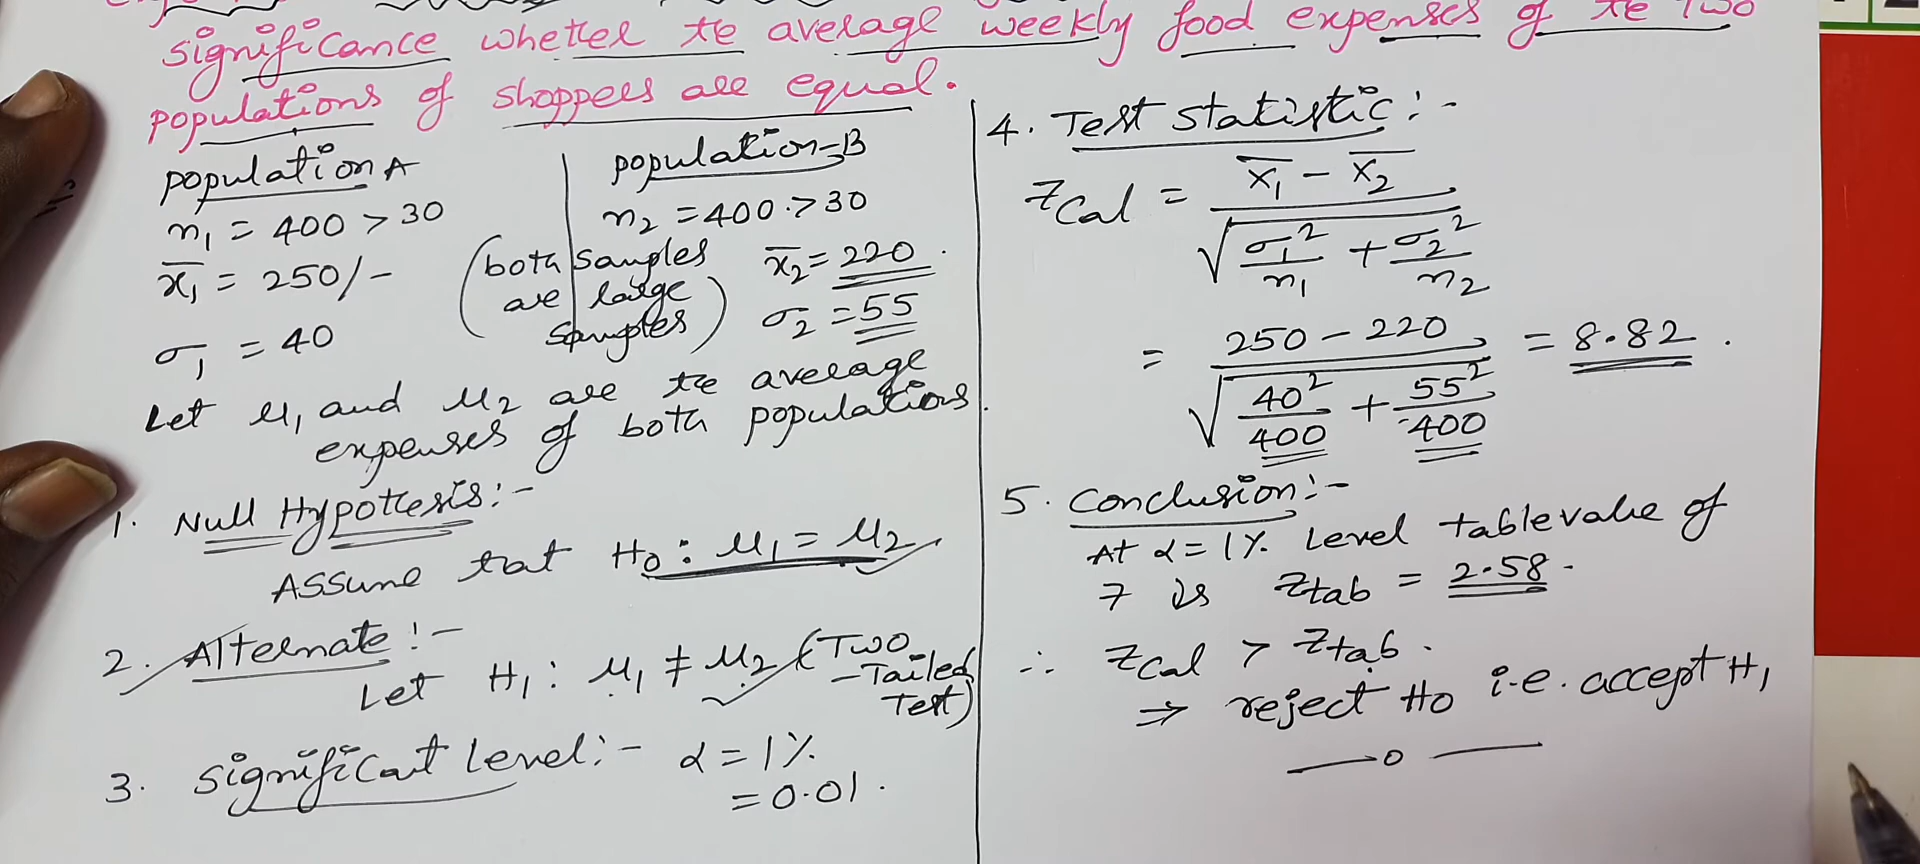 significance whether the average weekly food expenses of the two
populations of shoppers are equal.
population A
n₁ = 400 > 30
x̄₁ = 250/-
σ₁ = 40
population-B
n₂ = 400 > 30
(both samples
are large
samples)
x̄₂ = 220
σ₂ = 55
Let μ₁ and μ₂ are the average
expenses of both populations.
1. Null Hypothesis:-
Assume that H₀ : μ₁ = μ₂
2. Alternate:-
Let H₁ : μ₁ ≠ μ₂ (Two
-Tailed
Test)
3. Significant level:- α = 1%
= 0.01.
4. Test statistic:-
Zcal = (x̄₁ - x̄₂) / √(σ₁²/n₁ + σ₂²/n₂)
= (250 - 220) / √(40²/400 + 55²/400) = 8.82.
5. Conclusion:-
At α = 1% Level table value of
Z is Ztab = 2.58.
∴ Zcal > Ztab.
⇒ reject H₀ i.e. accept H₁